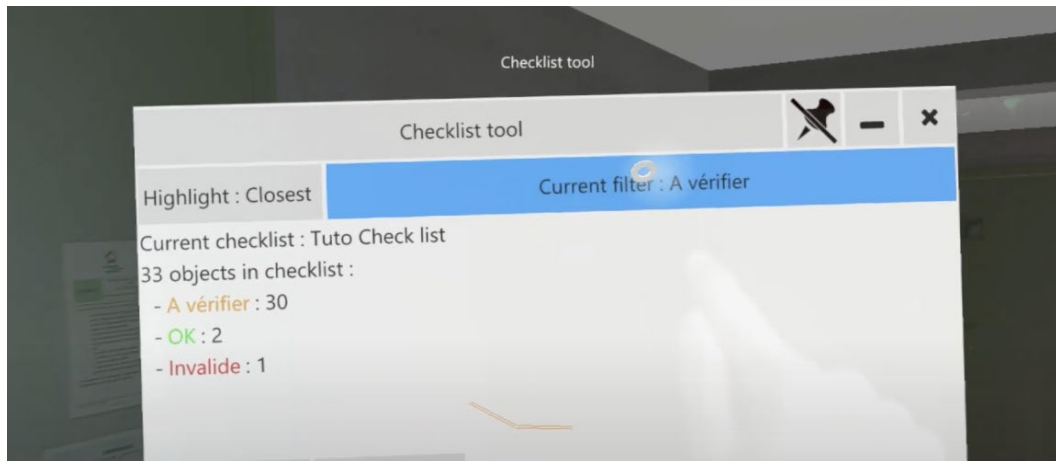 Checklist tool
Checklist tool
Highlight : Closest
Current filter : A vérifier
Current checklist : Tuto Check list
33 objects in checklist :
- A vérifier : 30
- OK : 2
- Invalide : 1